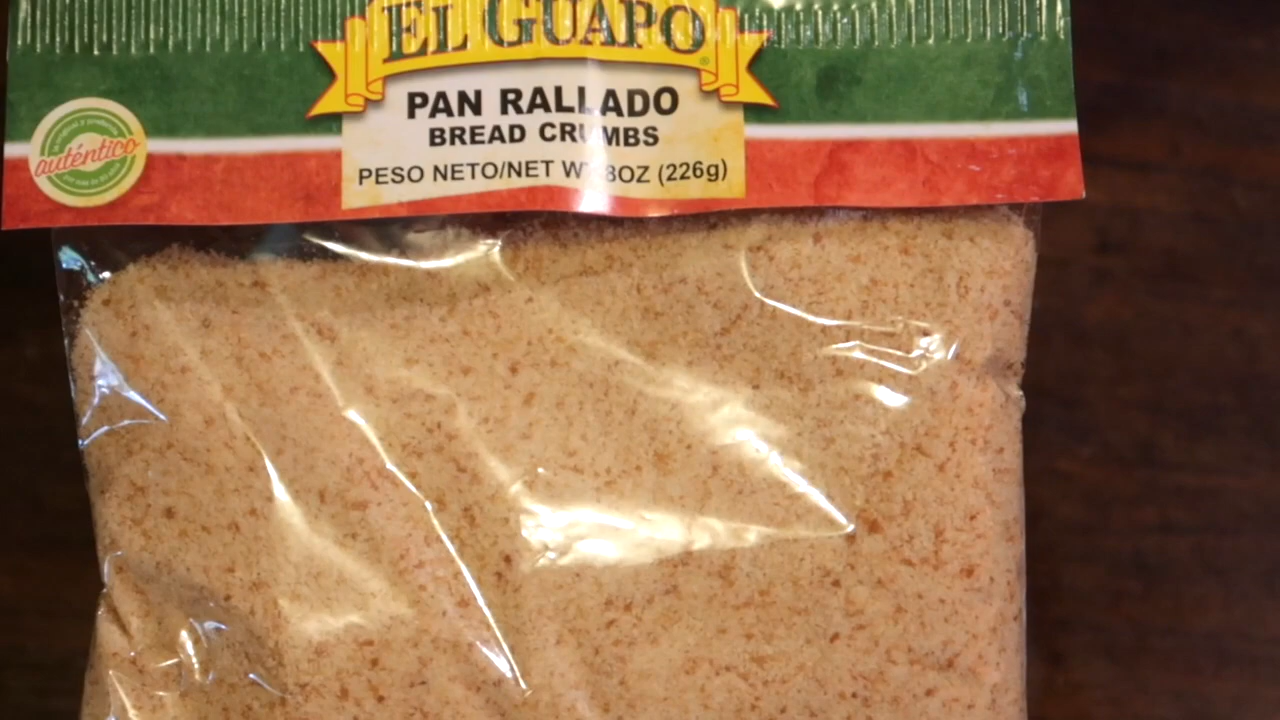 EL GUAPO®
PAN RALLADO
BREAD CRUMBS
PESO NETO/NET WT 8OZ (226g)
auténtico